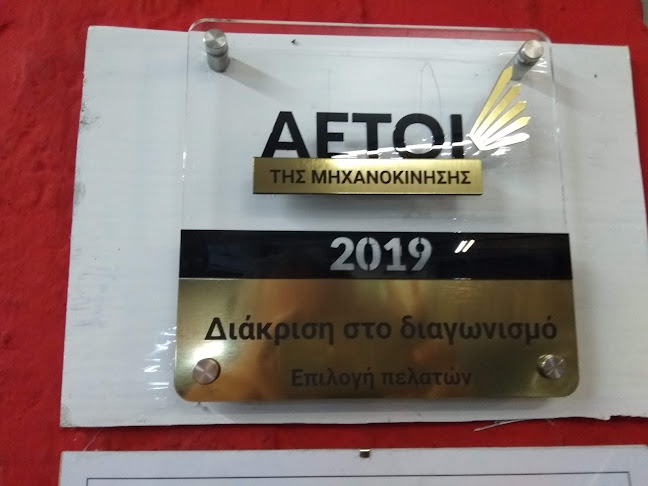 ΑΕΤΟΙ
ΤΗΣ ΜΗΧΑΝΟΚΙΝΗΣΗΣ
2019
Διάκριση στο διαγωνισμό
Επιλογή πελατών